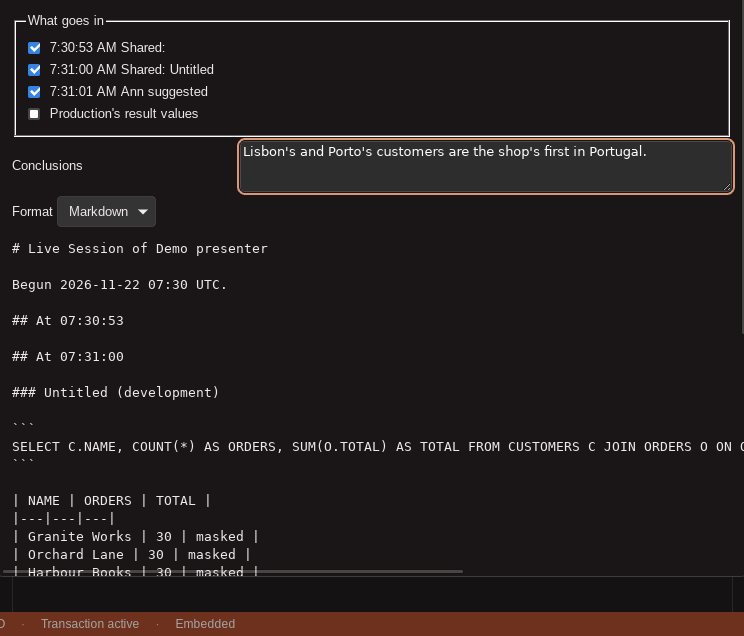 What goes in
7:30:53 AM Shared:
7:31:00 AM Shared: Untitled
7:31:01 AM Ann suggested
Production's result values
Conclusions
Lisbon's and Porto's customers are the shop's first in Portugal.
Format Markdown
# Live Session of Demo presenter
Begun 2026-11-22 07:30 UTC.
## At 07:30:53
## At 07:31:00
### Untitled (development)
```
SELECT C.NAME, COUNT(*) AS ORDERS, SUM(O.TOTAL) AS TOTAL FROM CUSTOMERS C JOIN ORDERS O ON
```
| NAME | ORDERS | TOTAL |
|---|---|---|
| Granite Works | 30 | masked |
| Orchard Lane | 30 | masked |
| Harbour Books | 30 | masked |
· Transaction active · Embedded